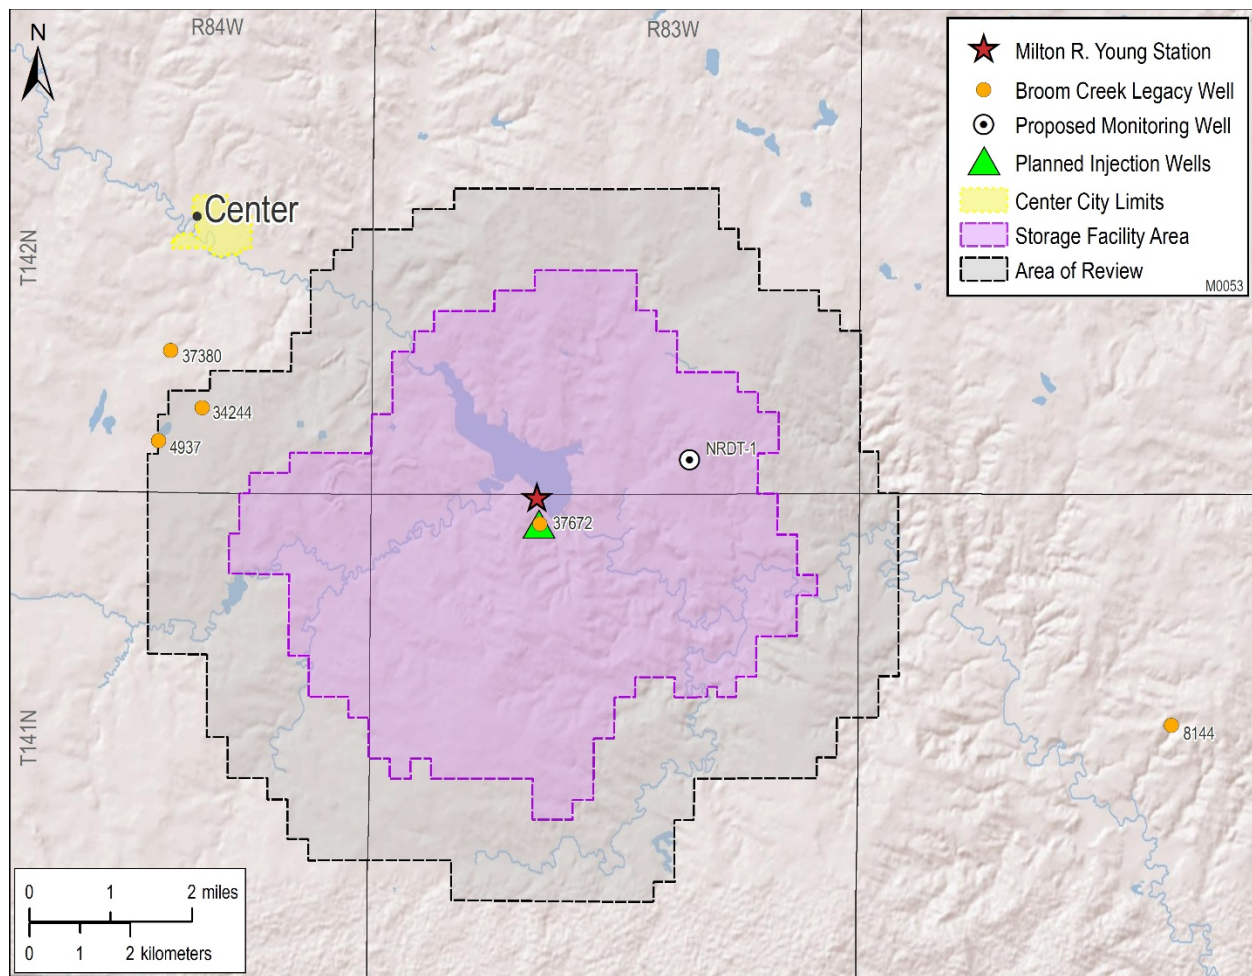 R84W
R83W
N
Milton R. Young Station
Broom Creek Legacy Well
Proposed Monitoring Well
Planned Injection Wells
Center City Limits
Storage Facility Area
Area of Review
M0053
Center
T142N
37380
34244
4937
NRDT-1
37672
T141N
8144
0 1 2 miles
0 1 2 kilometers